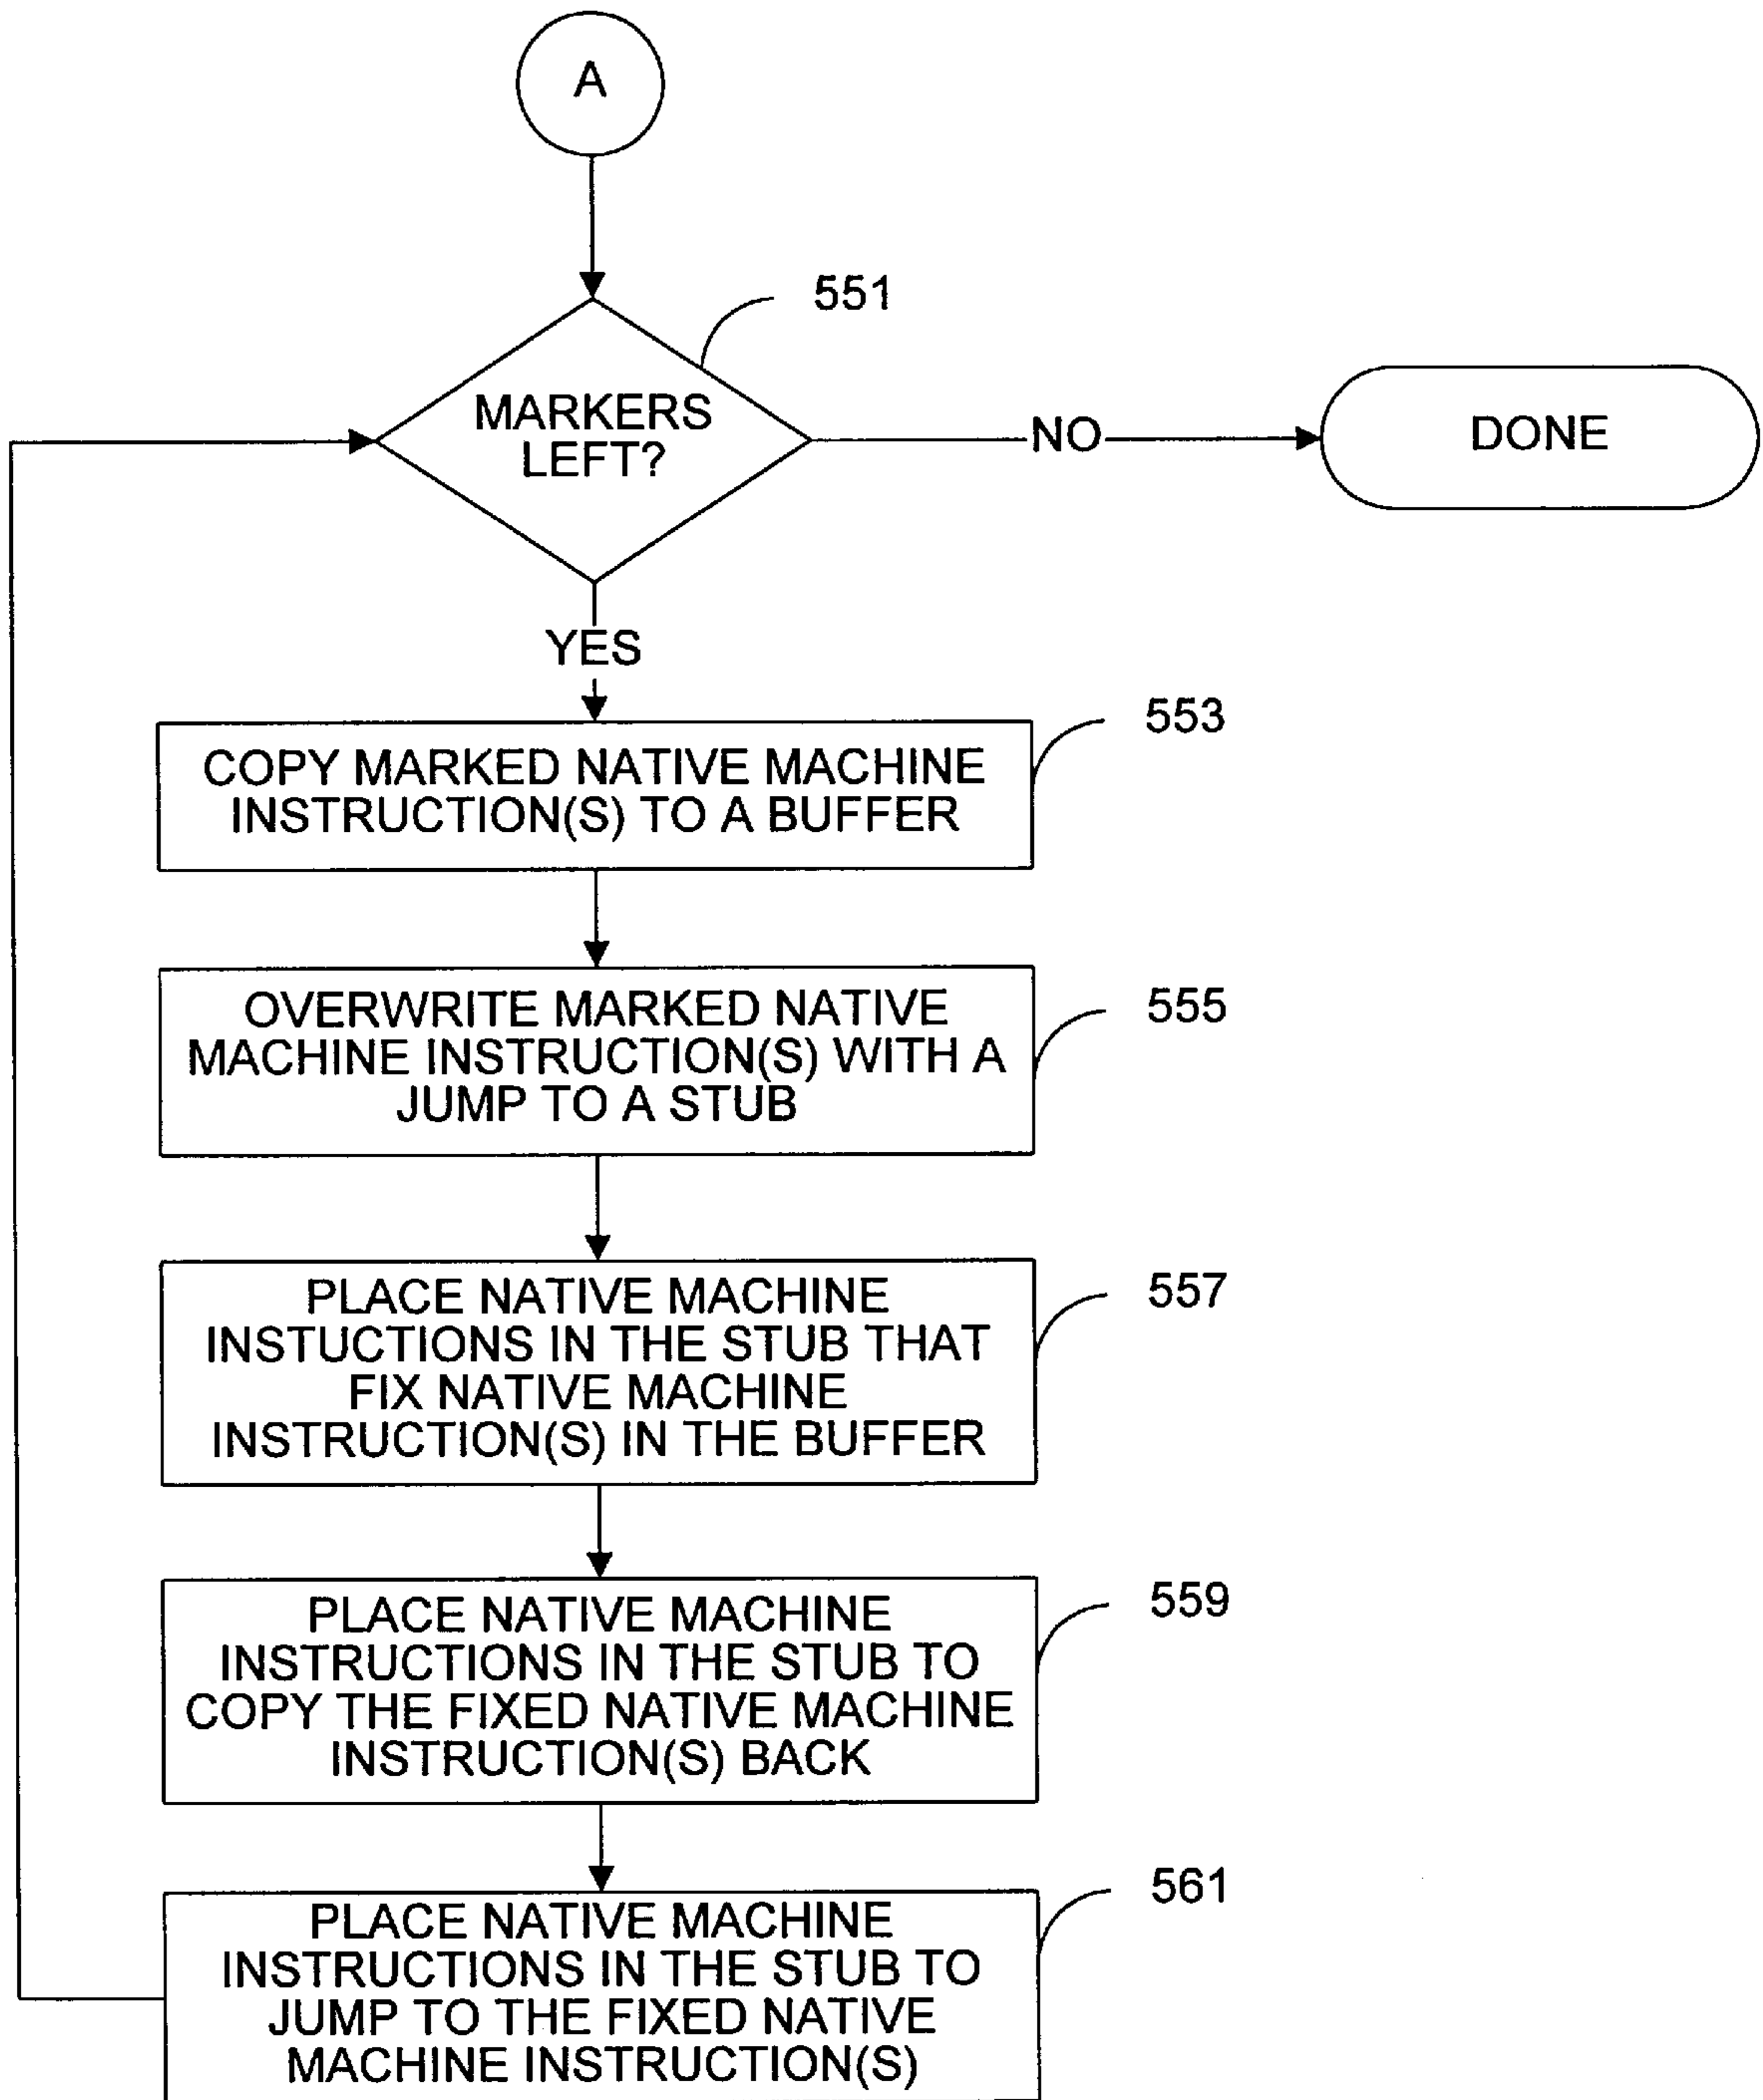 A
551
MARKERS
LEFT?
NO
DONE
YES
553
COPY MARKED NATIVE MACHINE
INSTRUCTION(S) TO A BUFFER
555
OVERWRITE MARKED NATIVE
MACHINE INSTRUCTION(S) WITH A
JUMP TO A STUB
557
PLACE NATIVE MACHINE
INSTUCTIONS IN THE STUB THAT
FIX NATIVE MACHINE
INSTRUCTION(S) IN THE BUFFER
559
PLACE NATIVE MACHINE
INSTRUCTIONS IN THE STUB TO
COPY THE FIXED NATIVE MACHINE
INSTRUCTION(S) BACK
561
PLACE NATIVE MACHINE
INSTRUCTIONS IN THE STUB TO
JUMP TO THE FIXED NATIVE
MACHINE INSTRUCTION(S)